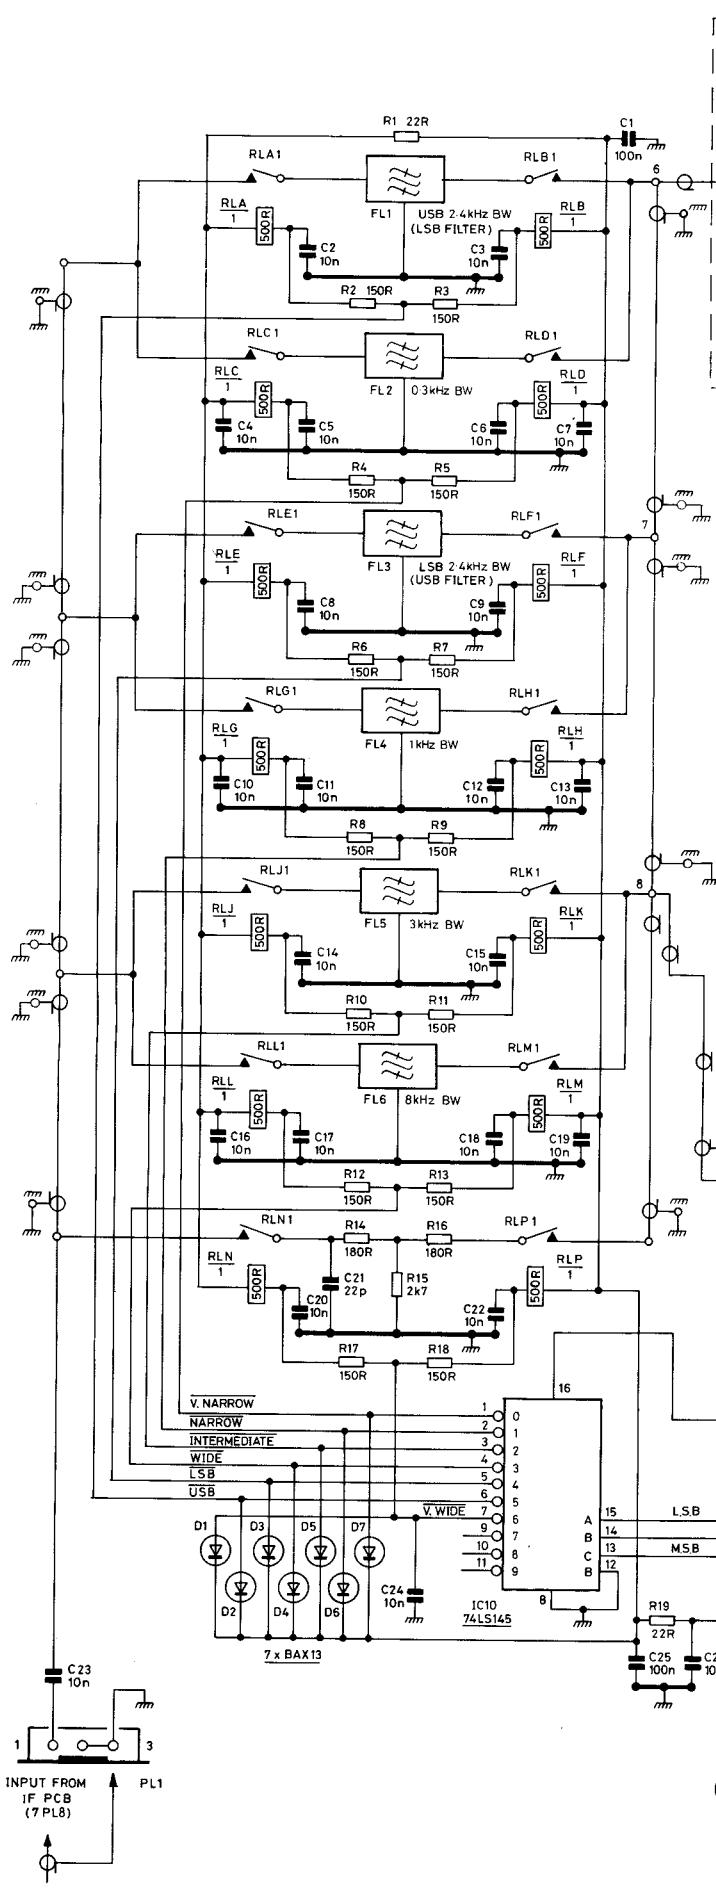 R1 22R
C1
100n
RLA1
RLB1
6
FL1
USB 2·4kHz BW
(LSB FILTER)
RLA
1
500R
RLB
1
500R
C2
10n
C3
10n
R2 150R
R3
150R
RLC1
RLD1
FL2
0·3kHz BW
RLC
1
500R
RLD
1
500R
C4
10n
C5
10n
C6
10n
C7
10n
R4
150R
R5
150R
RLE1
RLF1
7
FL3
LSB 2·4kHz BW
(USB FILTER)
RLE
1
500R
RLF
1
500R
C8
10n
C9
10n
R6
150R
R7
150R
RLG1
RLH1
FL4
1kHz BW
RLG
1
500R
RLH
1
500R
C10
10n
C11
10n
C12
10n
C13
10n
R8
150R
R9
150R
RLJ1
RLK1
8
FL5
3kHz BW
RLJ
1
500R
RLK
1
500R
C14
10n
C15
10n
R10
150R
R11
150R
RLL1
RLM1
FL6
8kHz BW
RLL
1
500R
RLM
1
500R
C16
10n
C17
10n
C18
10n
C19
10n
R12
150R
R13
150R
RLN1
R14
180R
R16
180R
RLP1
RLN
1
500R
RLP
1
500R
C21
22p
R15
2k7
C20
10n
C22
10n
R17
150R
R18
150R
16
V. NARROW
1
0
NARROW
2
1
INTERMEDIATE
3
2
WIDE
4
3
LSB
5
4
USB
6
5
V. WIDE
7
6
9
7
10
8
11
9
A
15
L.S.B
B
14
C
13
M.S.B
B
12
8
D1
D3
D5
D7
D2
D4
D6
7 x BAX13
C24
10n
IC10
74LS145
R19
22R
C25
100n
C2
10
C23
10n
1
3
INPUT FROM
IF PCB
(7 PL8)
PL1